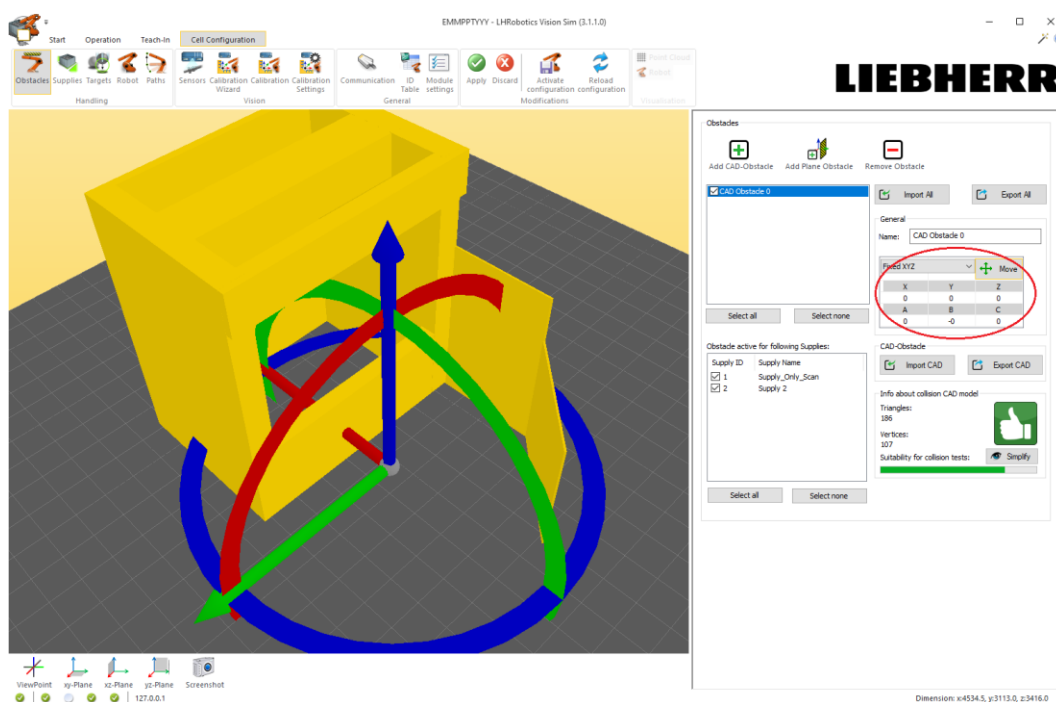 EMMPPTYYY - LHRobotics Vision Sim (3.1.1.0)
Start Operation Teach-In Cell Configuration
Obstacles Supplies Targets Robot Paths
Handling
Sensors Calibration Wizard Calibration Calibration Settings
Vision
Communication ID Table Module settings
General
Apply Discard Activate configuration Reload configuration
Modifications
Point Cloud
Robot
Visualisation
LIEBHERR
Obstacles
Add CAD-Obstacle Add Plane Obstacle Remove Obstacle
CAD Obstacle 0
Import All Export All
General
Name: CAD Obstacle 0
Fixed XYZ Move
X Y Z
0 0 0
A B C
0 -0 0
Select all Select none
Obstacle active for following Supplies:
Supply ID Supply Name
1 Supply_Only_Scan
2 Supply 2
Select all Select none
CAD-Obstacle
Import CAD Export CAD
Info about collision CAD model
Triangles:
186
Vertices:
107
Suitability for collision tests: Simplify
ViewPoint xy-Plane xz-Plane yz-Plane Screenshot
127.0.0.1
Dimension: x:4534.5, y:3113.0, z:3416.0